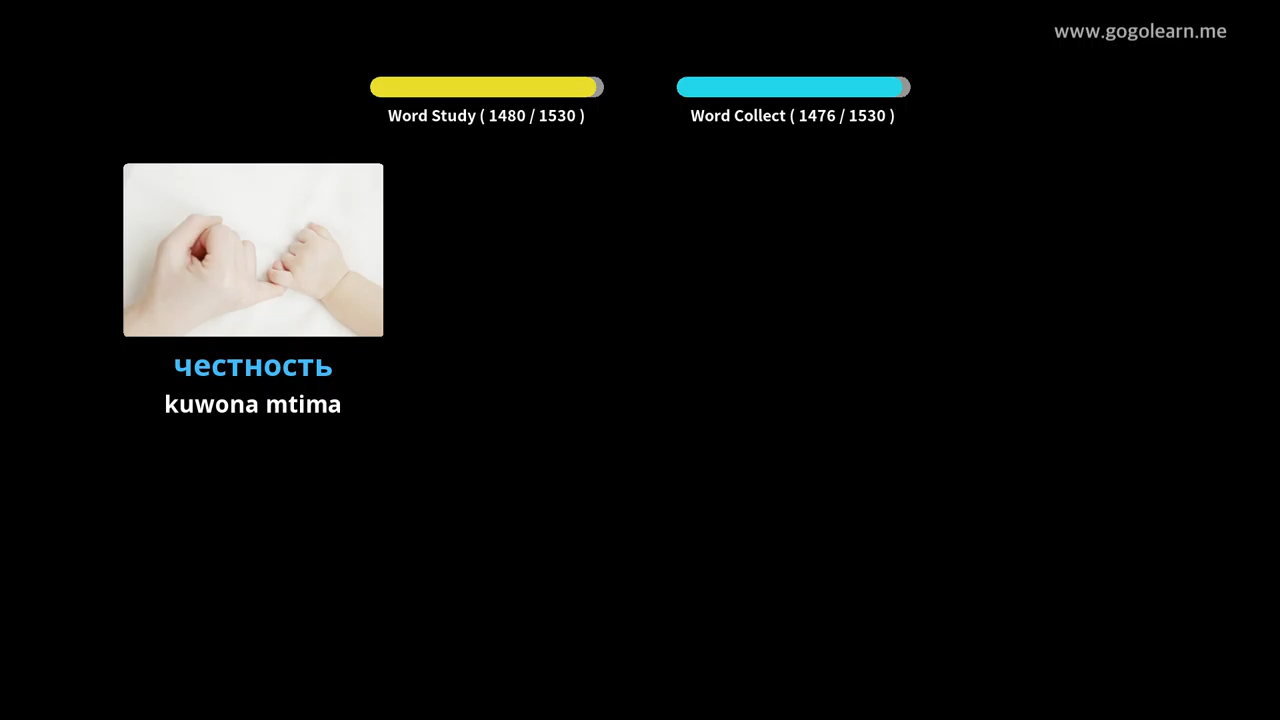 www.gogolearn.me
Word Study ( 1480 / 1530 )
Word Collect ( 1476 / 1530 )
честность
kuwona mtima